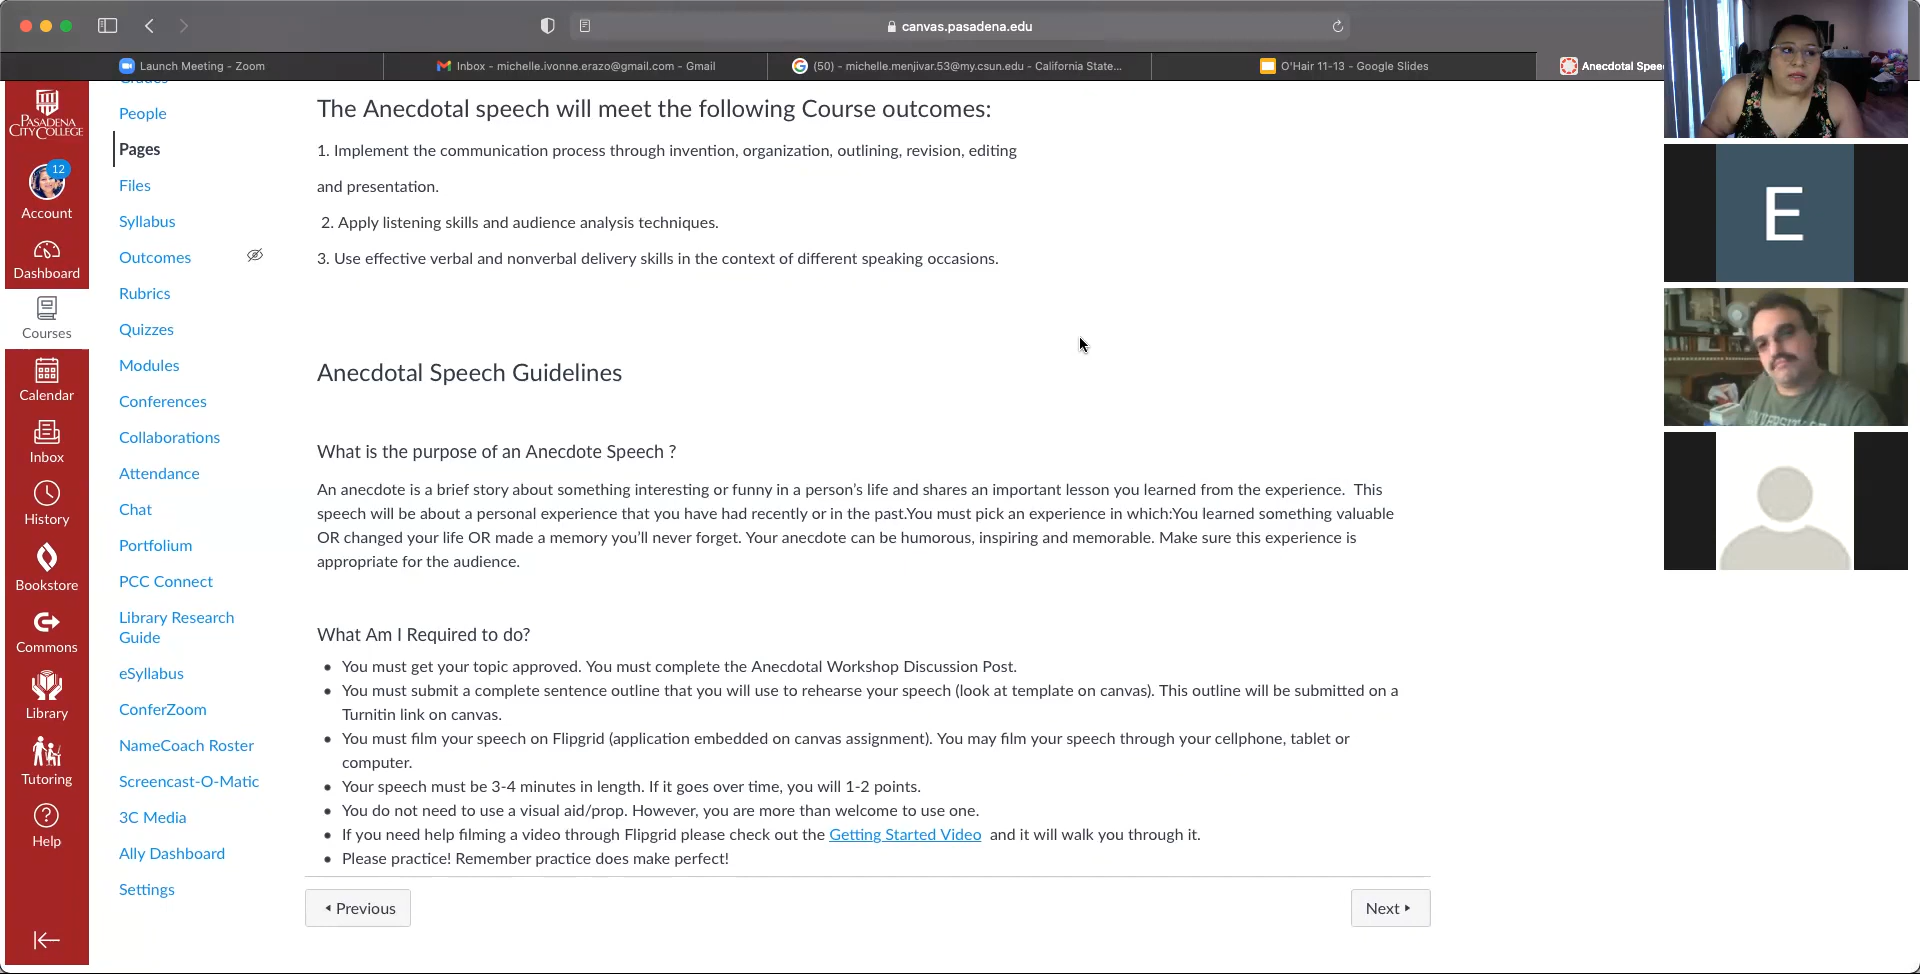 canvas.pasadena.edu
Launch Meeting - Zoom
Inbox - michelle.ivonne.erazo@gmail.com - Gmail
(50) - michelle.menjivar.53@my.csun.edu - California State...
O'Hair 11-13 - Google Slides
Anecdotal Spee
PASADENA
CITY COLLEGE
12
Account
Dashboard
Courses
Calendar
Inbox
History
Bookstore
Commons
Library
Tutoring
Help
Grades
People
Pages
Files
Syllabus
Outcomes
Rubrics
Quizzes
Modules
Conferences
Collaborations
Attendance
Chat
Portfolium
PCC Connect
Library Research
Guide
eSyllabus
ConferZoom
NameCoach Roster
Screencast-O-Matic
3C Media
Ally Dashboard
Settings
The Anecdotal speech will meet the following Course outcomes:
1. Implement the communication process through invention, organization, outlining, revision, editing
and presentation.
2. Apply listening skills and audience analysis techniques.
3. Use effective verbal and nonverbal delivery skills in the context of different speaking occasions.
Anecdotal Speech Guidelines
What is the purpose of an Anecdote Speech ?
An anecdote is a brief story about something interesting or funny in a person's life and shares an important lesson you learned from the experience.  This
speech will be about a personal experience that you have had recently or in the past.You must pick an experience in which:You learned something valuable
OR changed your life OR made a memory you'll never forget. Your anecdote can be humorous, inspiring and memorable. Make sure this experience is
appropriate for the audience.
What Am I Required to do?
• You must get your topic approved. You must complete the Anecdotal Workshop Discussion Post.
• You must submit a complete sentence outline that you will use to rehearse your speech (look at template on canvas). This outline will be submitted on a
Turnitin link on canvas.
• You must film your speech on Flipgrid (application embedded on canvas assignment). You may film your speech through your cellphone, tablet or
computer.
• Your speech must be 3-4 minutes in length. If it goes over time, you will 1-2 points.
• You do not need to use a visual aid/prop. However, you are more than welcome to use one.
• If you need help filming a video through Flipgrid please check out the Getting Started Video  and it will walk you through it.
• Please practice! Remember practice does make perfect!
Previous
Next
E